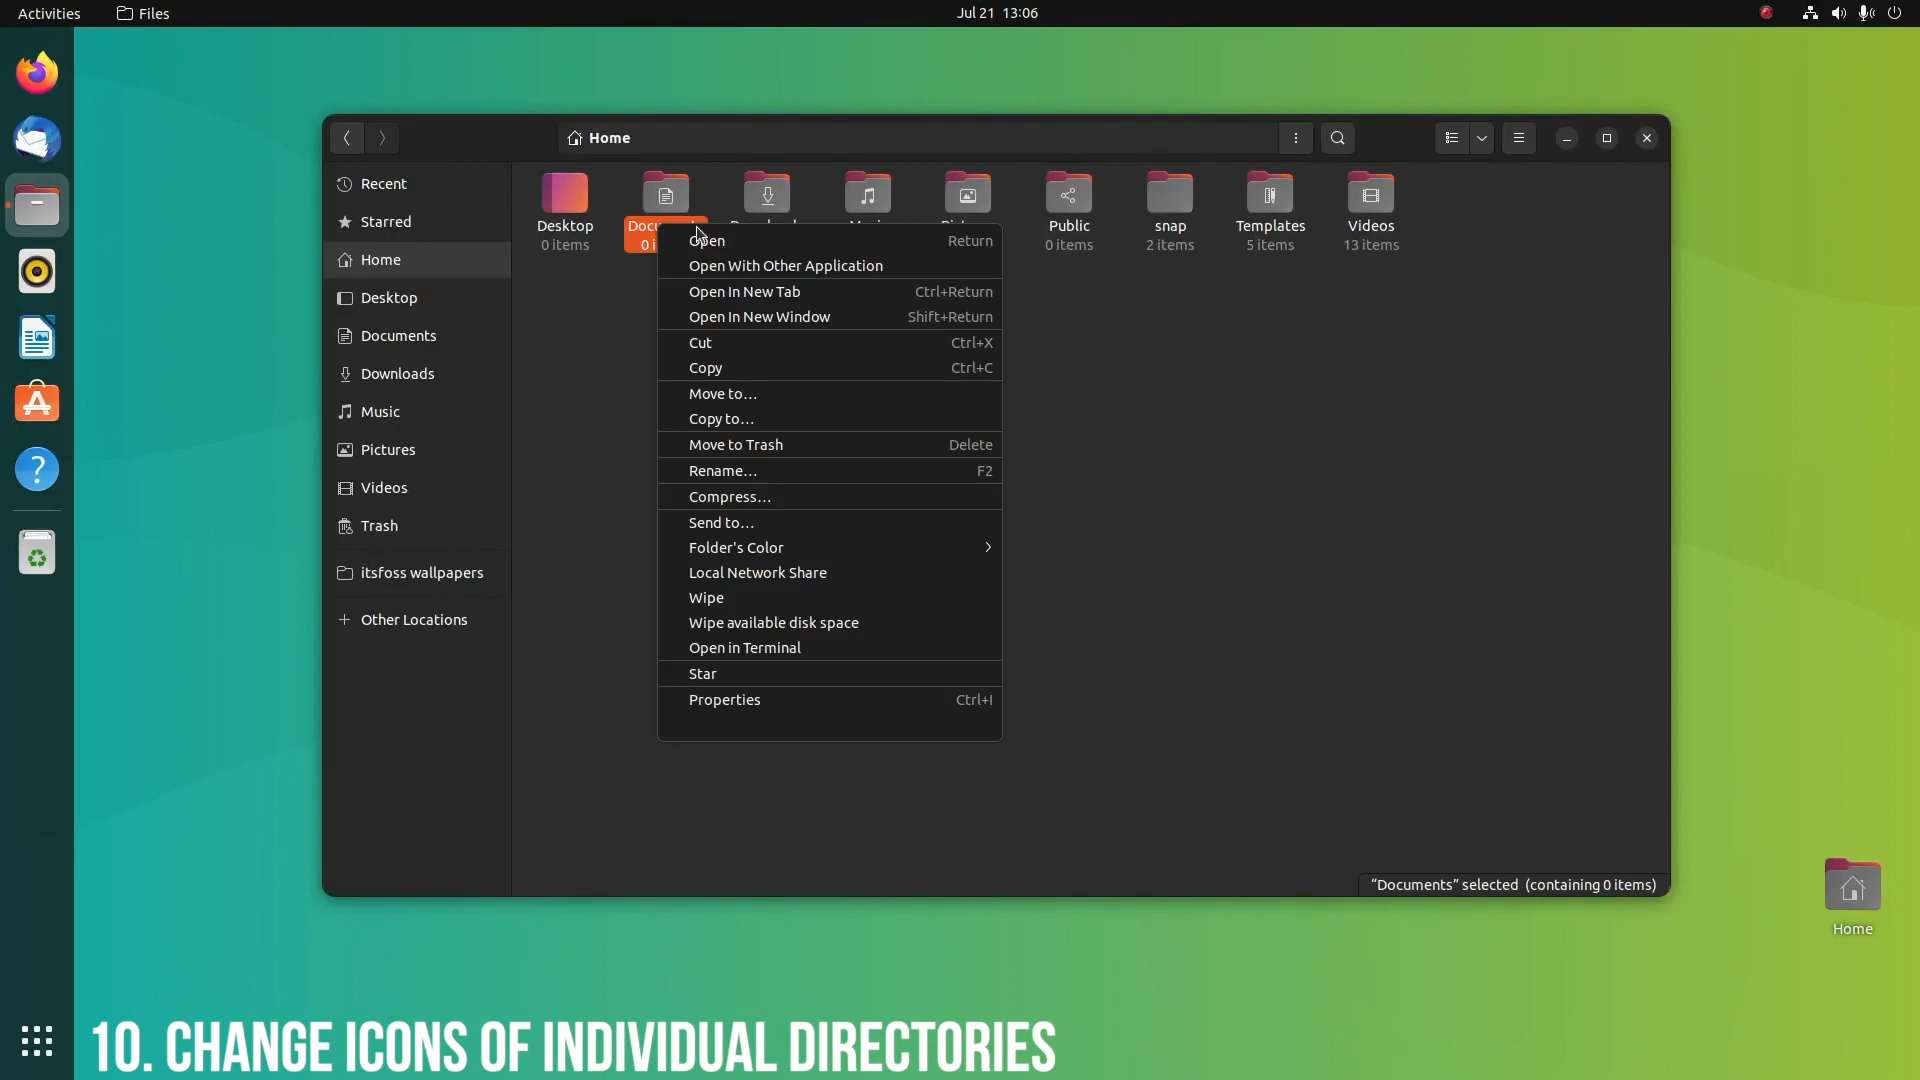 Activities Files Jul 21 13:06
Home
Recent
Starred
Home
Desktop
Documents
Downloads
Music
Pictures
Videos
Trash
itsfoss wallpapers
+ Other Locations
Desktop Public snap Templates Videos
0 items 0 items 2 items 5 items 13 items
Open Return
Open With Other Application
Open In New Tab Ctrl+Return
Open In New Window Shift+Return
Cut Ctrl+X
Copy Ctrl+C
Move to…
Copy to…
Move to Trash Delete
Rename… F2
Compress…
Send to…
Folder's Color
Local Network Share
Wipe
Wipe available disk space
Open in Terminal
Star
Properties Ctrl+I
“Documents” selected (containing 0 items)
Home
10. CHANGE ICONS OF INDIVIDUAL DIRECTORIES